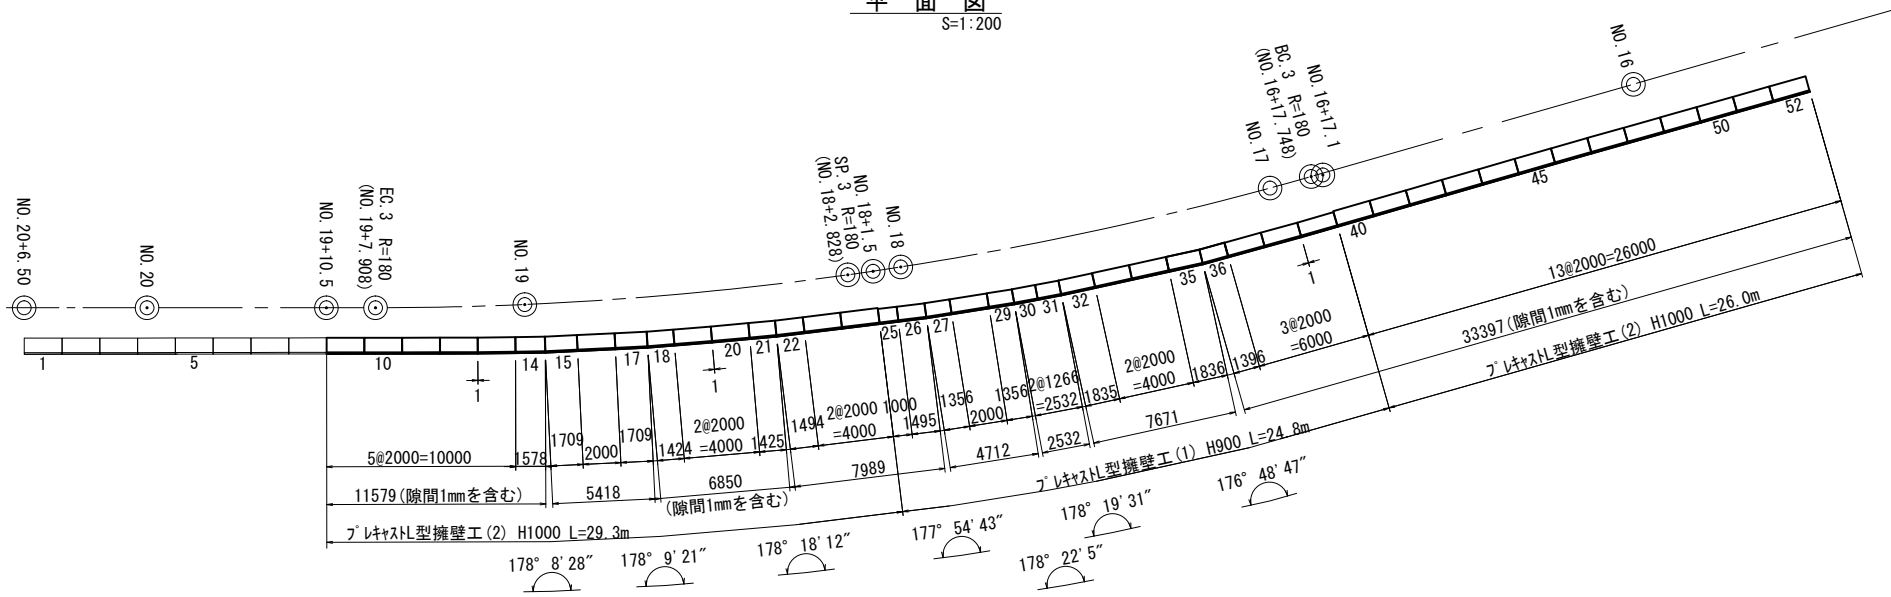 平 面 図
S=1:200
NO.20+6.50
NO.20
NO.19+10.5
EC.3 R=180
(NO.19+7.908)
NO.19
SP.3 R=180
(NO.18+2.828)
NO.18+1.5
NO.18
NO.17
BC.3 R=180
(NO.16+17.748)
NO.16+17.1
NO.16
1
5
10
14
15
17
18
20
21
22
25
26
27
29
30
31
32
35
36
40
45
50
52
1
1
1
5@2000=10000
1578
1709
2000
1709
1424
2@2000
=4000
1425
1494
2@2000
=4000
1000
1495
1356
2000
1356
2@1266
=2532
1835
2@2000
=4000
1836
1396
3@2000
=6000
13@2000=26000
11579(隙間1mmを含む)
5418
6850
(隙間1mmを含む)
7989
4712
2532
7671
33397(隙間1mmを含む)
プレキャストL型擁壁工(2) H1000 L=29.3m
プレキャストL型擁壁工(1) H900 L=24.8m
プレキャストL型擁壁工(2) H1000 L=26.0m
178° 8'28"
178° 9'21"
178° 18'12"
177° 54'43"
178° 22'5"
178° 19'31"
176° 48'47"